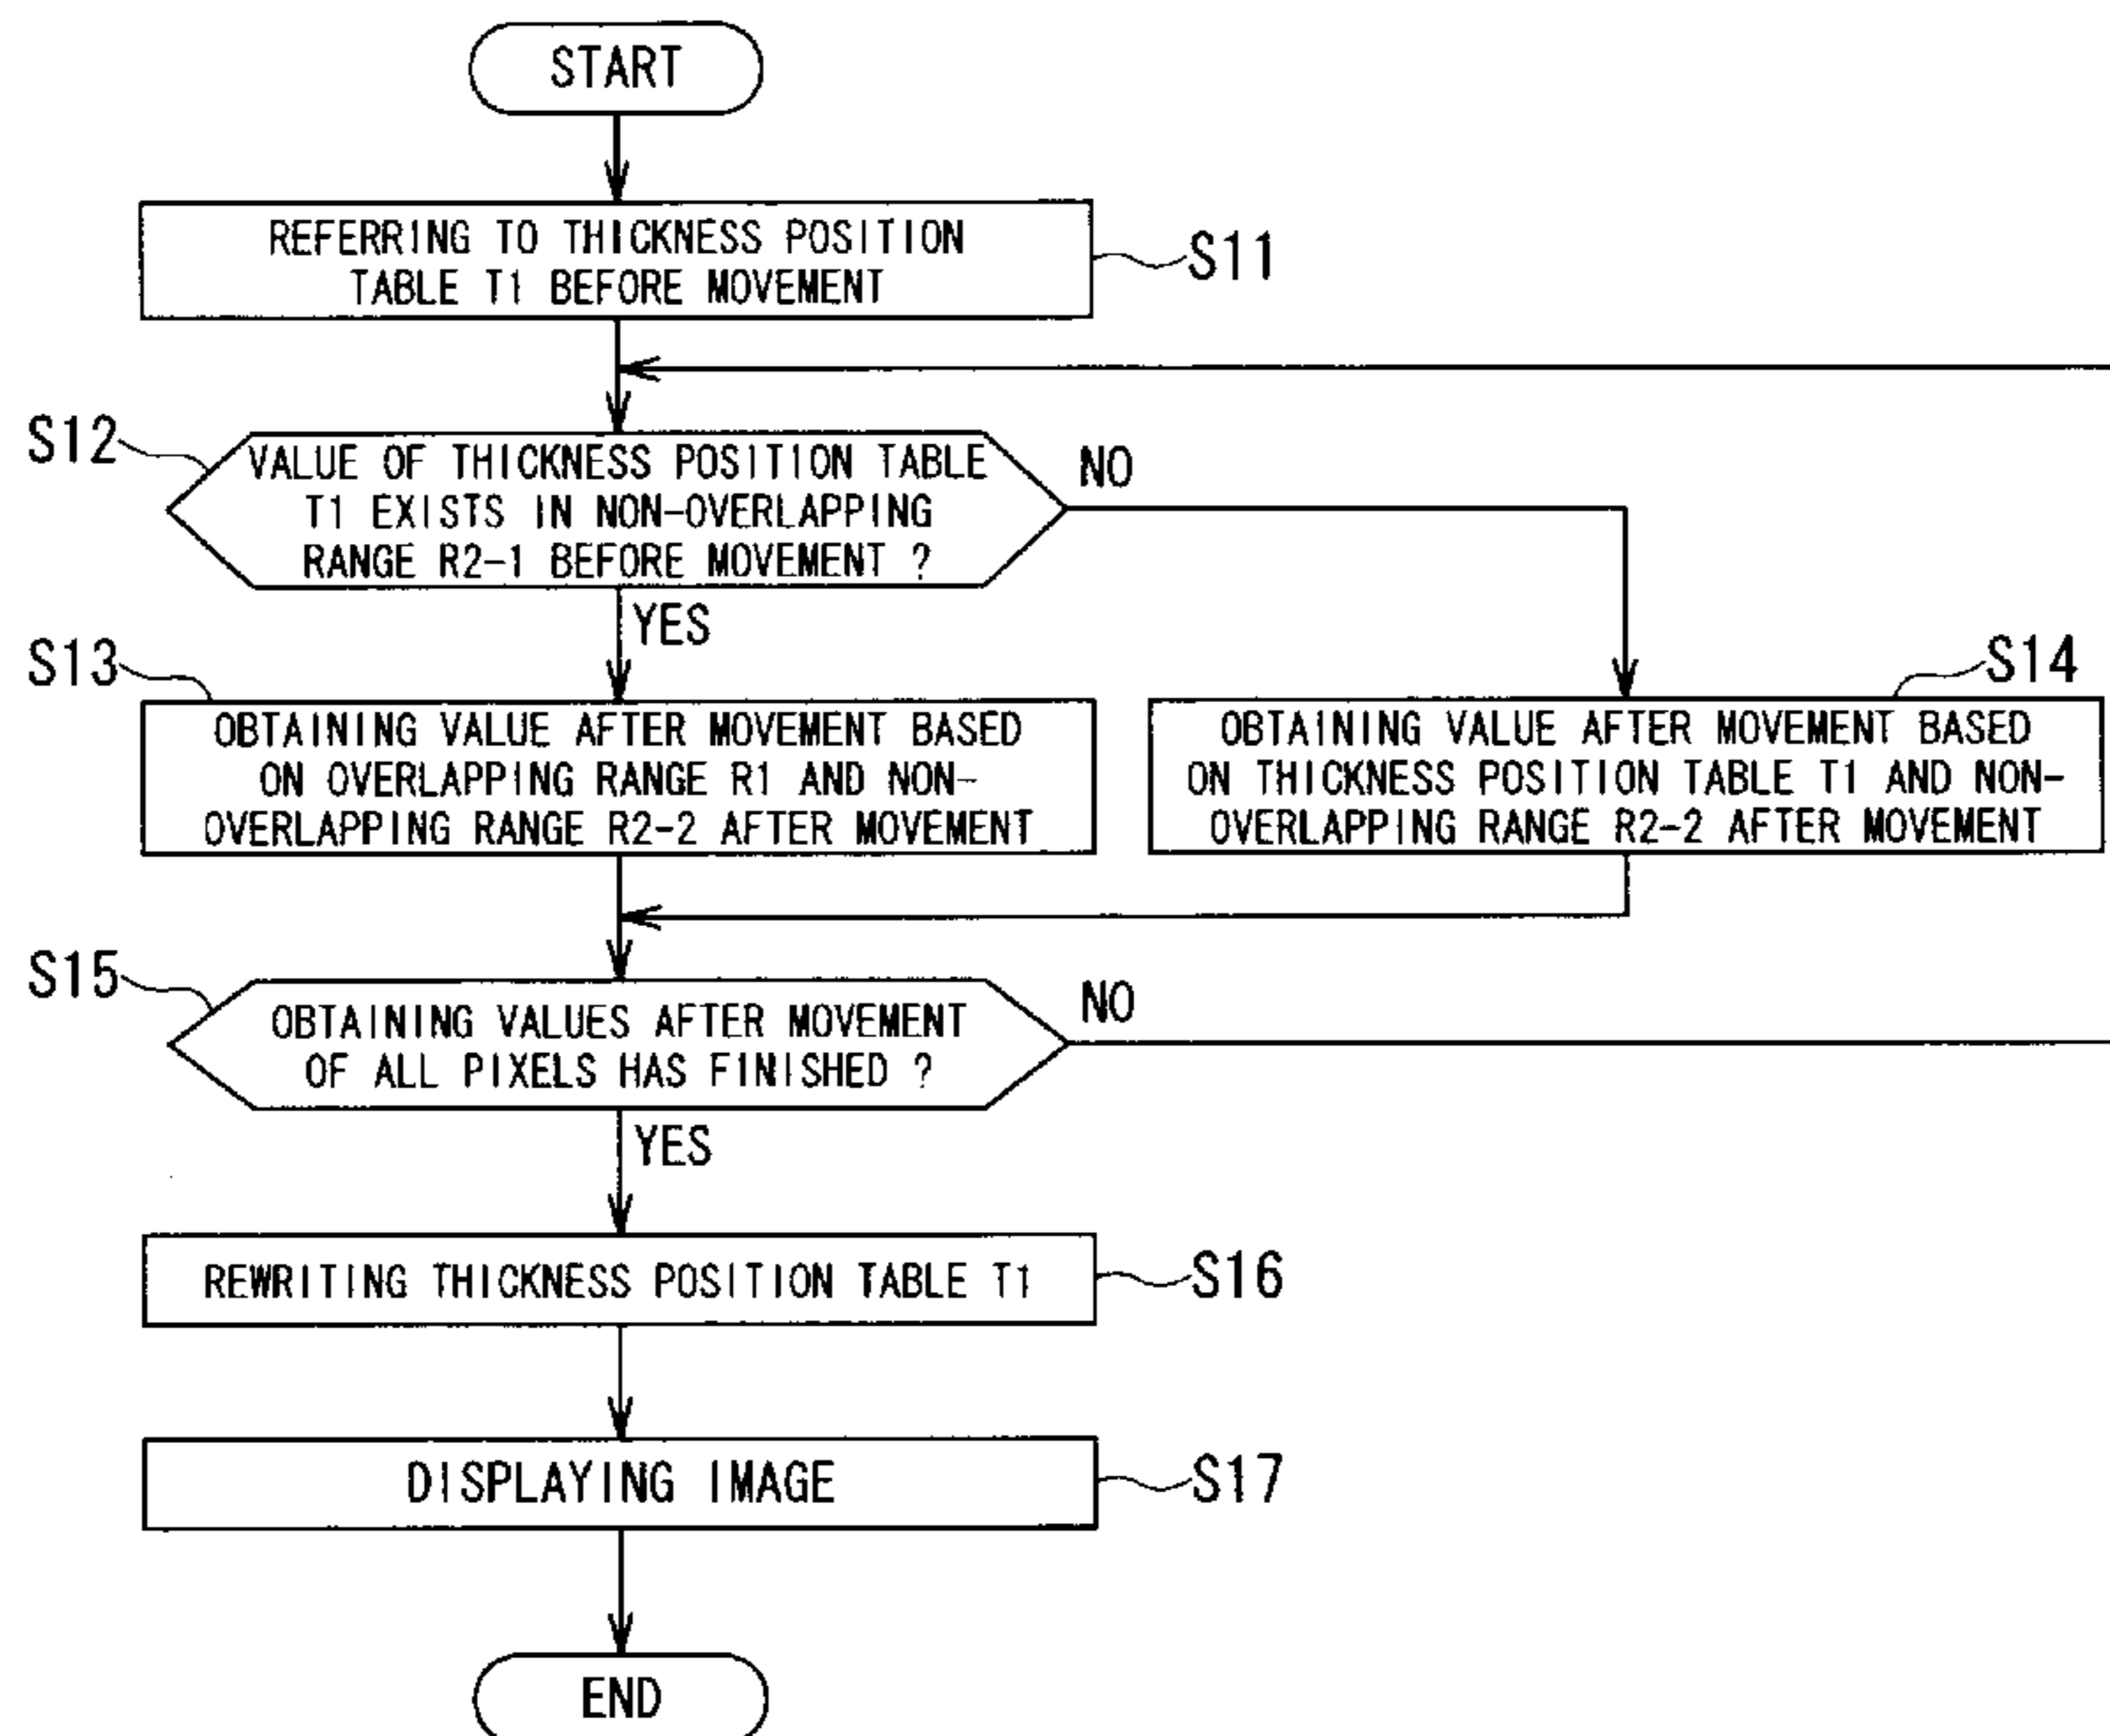 START
REFERRING TO THICKNESS POSITION
TABLE T1 BEFORE MOVEMENT
S11
S12
VALUE OF THICKNESS POSITION TABLE
T1 EXISTS IN NON-OVERLAPPING
RANGE R2-1 BEFORE MOVEMENT ?
NO
YES
S13
OBTAINING VALUE AFTER MOVEMENT BASED
ON OVERLAPPING RANGE R1 AND NON-
OVERLAPPING RANGE R2-2 AFTER MOVEMENT
S14
OBTAINING VALUE AFTER MOVEMENT BASED
ON THICKNESS POSITION TABLE T1 AND NON-
OVERLAPPING RANGE R2-2 AFTER MOVEMENT
S15
OBTAINING VALUES AFTER MOVEMENT
OF ALL PIXELS HAS FINISHED ?
NO
YES
REWRITING THICKNESS POSITION TABLE T1
S16
DISPLAYING IMAGE
S17
END